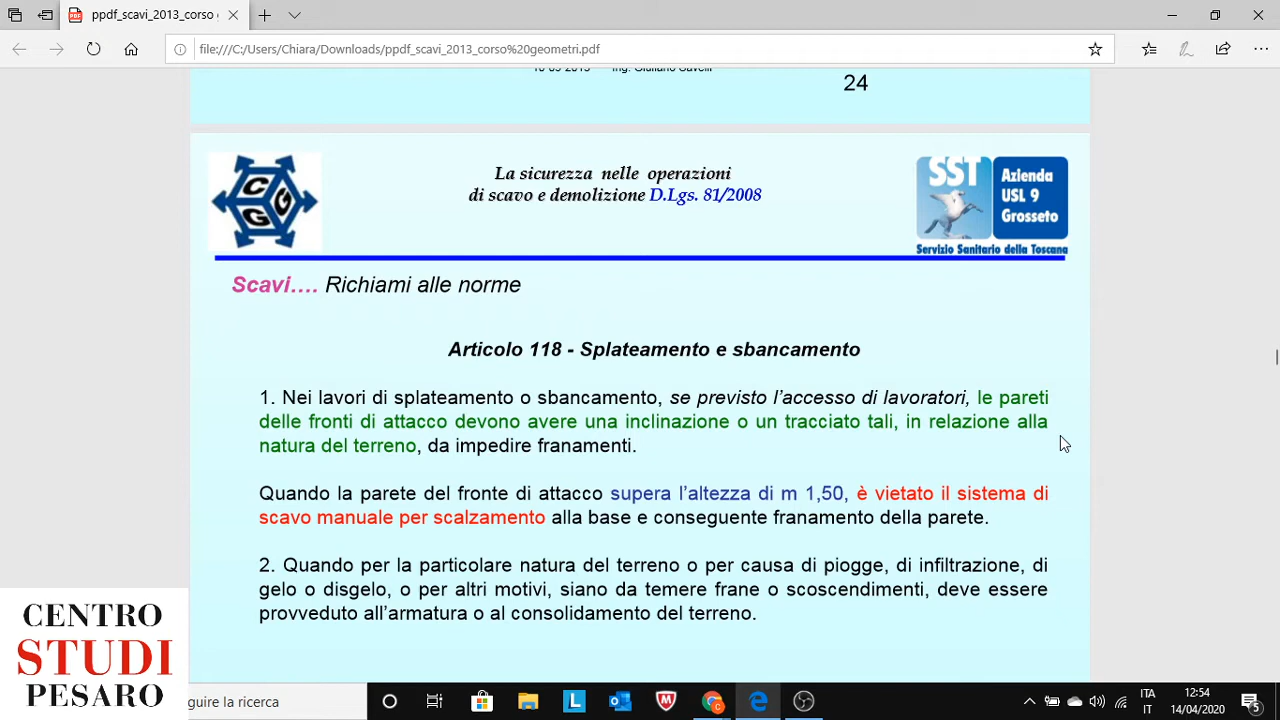 ppdf_scavi_2013_corso
file:///C:/Users/Chiara/Downloads/ppdf_scavi_2013_corso%20geometri.pdf
24
La sicurezza nelle operazioni
di scavo e demolizione D.Lgs. 81/2008
CGG
SST
Azienda
USL 9
Grosseto
Servizio Sanitario della Toscana
Scavi…. Richiami alle norme
Articolo 118 - Splateamento e sbancamento
1. Nei lavori di splateamento o sbancamento, se previsto l’accesso di lavoratori, le pareti
delle fronti di attacco devono avere una inclinazione o un tracciato tali, in relazione alla
natura del terreno, da impedire franamenti.
Quando la parete del fronte di attacco supera l’altezza di m 1,50, è vietato il sistema di
scavo manuale per scalzamento alla base e conseguente franamento della parete.
2. Quando per la particolare natura del terreno o per causa di piogge, di infiltrazione, di
gelo o disgelo, o per altri motivi, siano da temere frane o scoscendimenti, deve essere
provveduto all’armatura o al consolidamento del terreno.
CENTRO
STUDI
PESARO
guire la ricerca
ITA
IT
12:54
14/04/2020
5